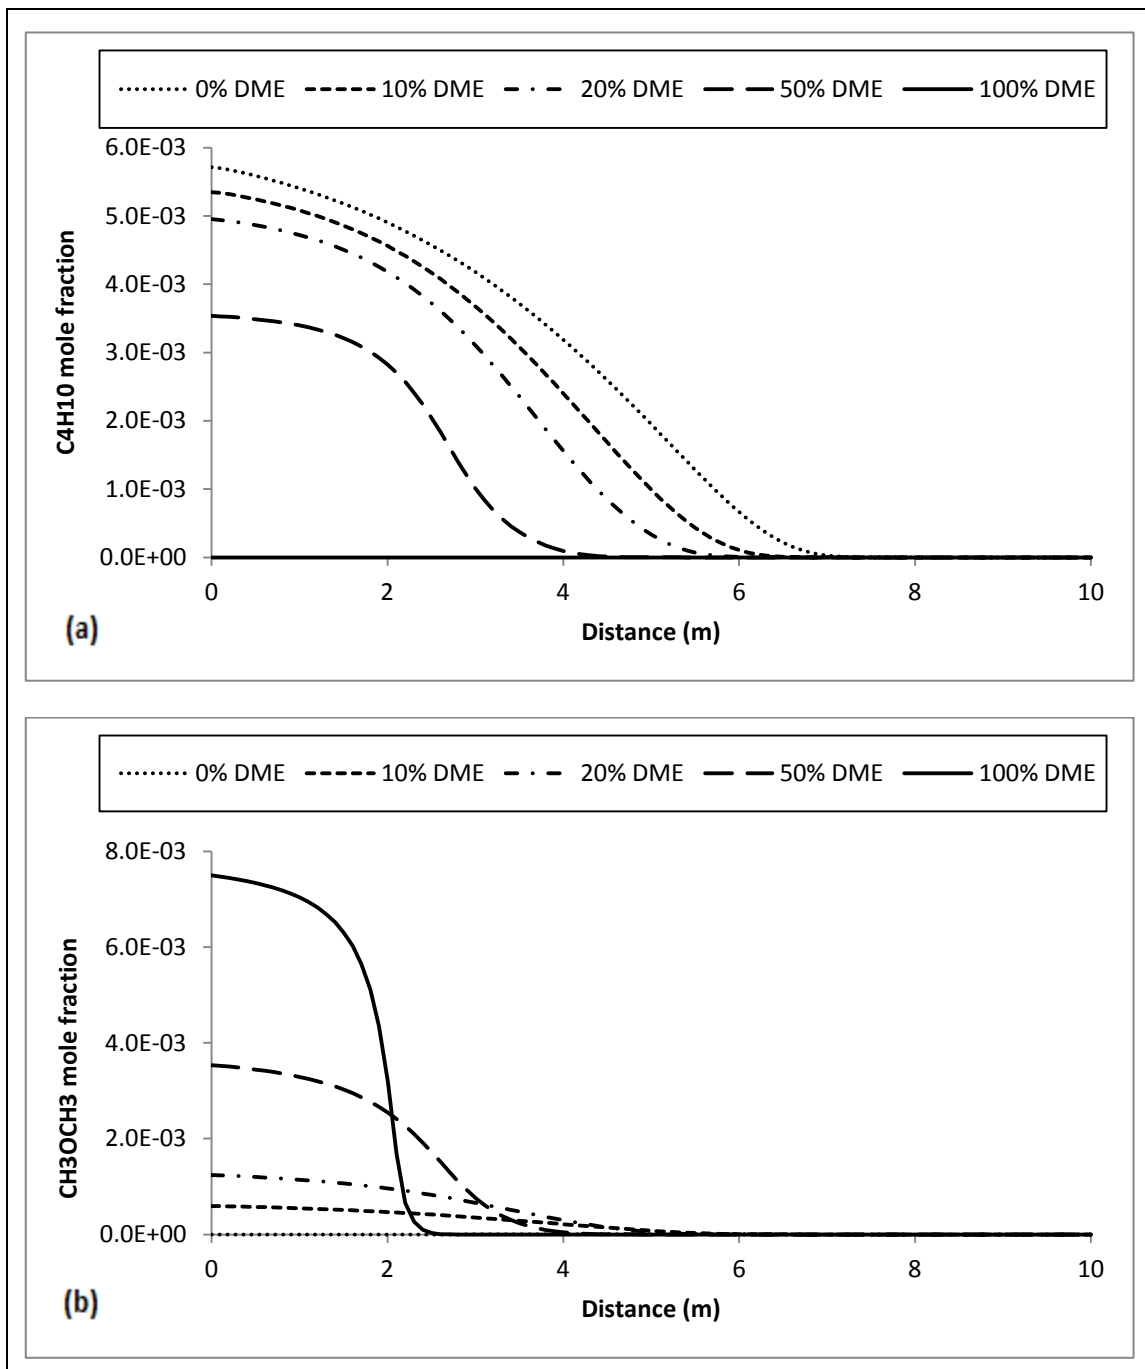 0% DME 10% DME 20% DME 50% DME 100% DME
6.0E-03
5.0E-03
4.0E-03
3.0E-03
2.0E-03
1.0E-03
0.0E+00
C4H10 mole fraction
0 2 4 6 8 10
Distance (m)
(a)
0% DME 10% DME 20% DME 50% DME 100% DME
8.0E-03
6.0E-03
4.0E-03
2.0E-03
0.0E+00
CH3OCH3 mole fraction
0 2 4 6 8 10
Distance (m)
(b)